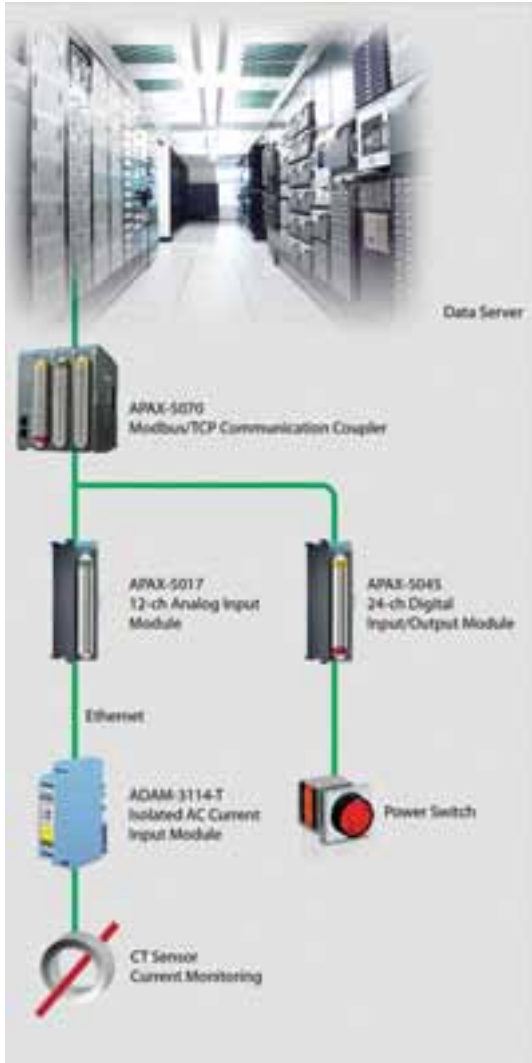 Data Server
APAX-5070
Modbus/TCP Communication Coupler
APAX-5017
12-ch Analog Input
Module
APAX-5045
24-ch Digital
Input/Output Module
Ethernet
ADAM-3114-T
Isolated AC Current
Input Module
Power Switch
CT Sensor
Current Monitoring